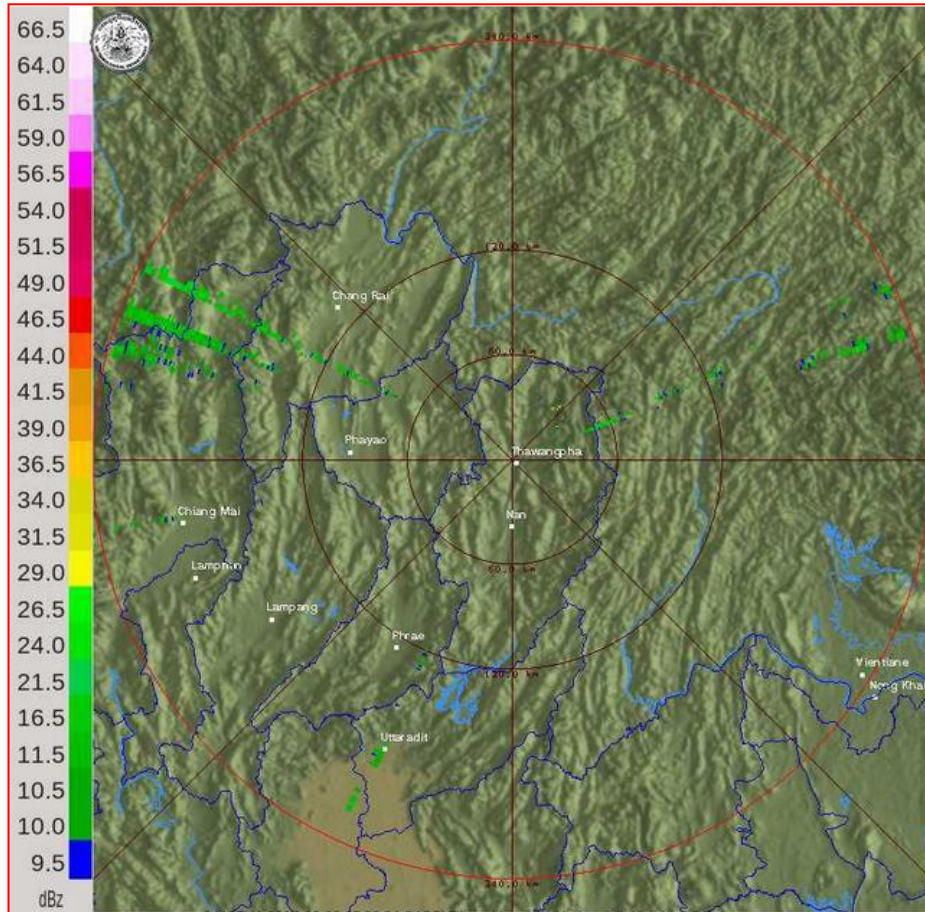 66.5
64.0
61.5
59.0
56.5
54.0
51.5
49.0
46.5
44.0
41.5
39.0
36.5
34.0
31.5
29.0
26.5
24.0
21.5
16.5
11.5
10.5
10.0
9.5
dBz
240.0 km
120.0 km
60.0 km
Chang Rai
Phayao
Thawangpha
Chiang Mai
Nan
Lamphun
60.0 km
Lampang
Phrae
120.0 km
Vientiane
Nong Khai
Uttaradit
240.0 km